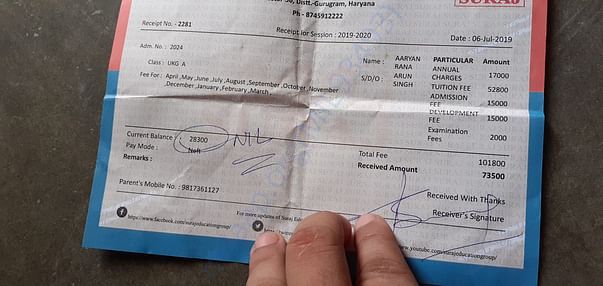 Distt.-Gurugram, Haryana
SURAJ
Ph - 8745912222
Receipt No. - 2281
Receipt for Session : 2019-2020
Date : 06-Jul-2019
Adm. No. : 2024
Name : AARYAN RANA
Class : UKG A
S/D/O : ARUN SINGH
Fee For : April ,May ,June ,July ,August ,September ,October ,November
,December ,January ,February ,March ,
PARTICULAR Amount
ANNUAL CHARGES 17000
TUITION FEE 52800
ADMISSION FEE 15000
DEVELOPMENT FEE 15000
Examination Fees 2000
Current Balance : 28300 NIL
Pay Mode : Neft
Remarks :
Total Fee 101800
Received Amount 73500
Parent's Mobile No. : 9817361127
Received With Thanks
Receiver's Signature
For more updates of Suraj
https://www.facebook.com/surajeducationgroup/
www.youtube.com/surajeducationgroup/